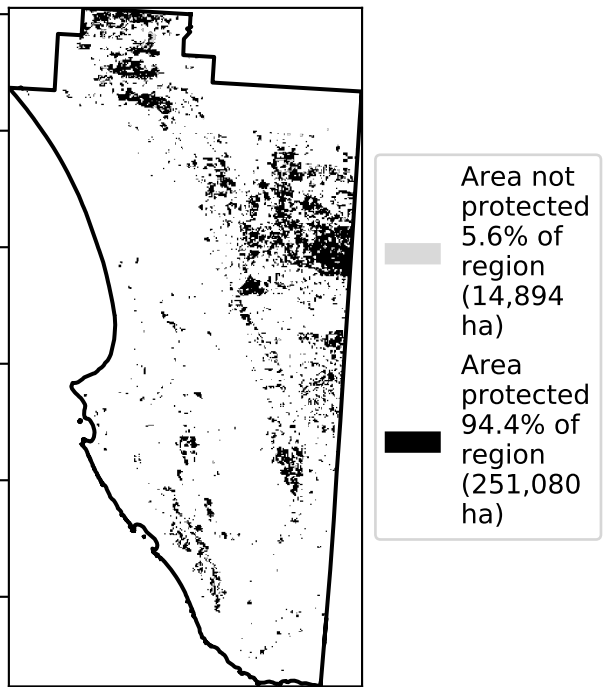 Area not
protected
5.6% of
region
(14,894
ha)
Area
protected
94.4% of
region
(251,080
ha)